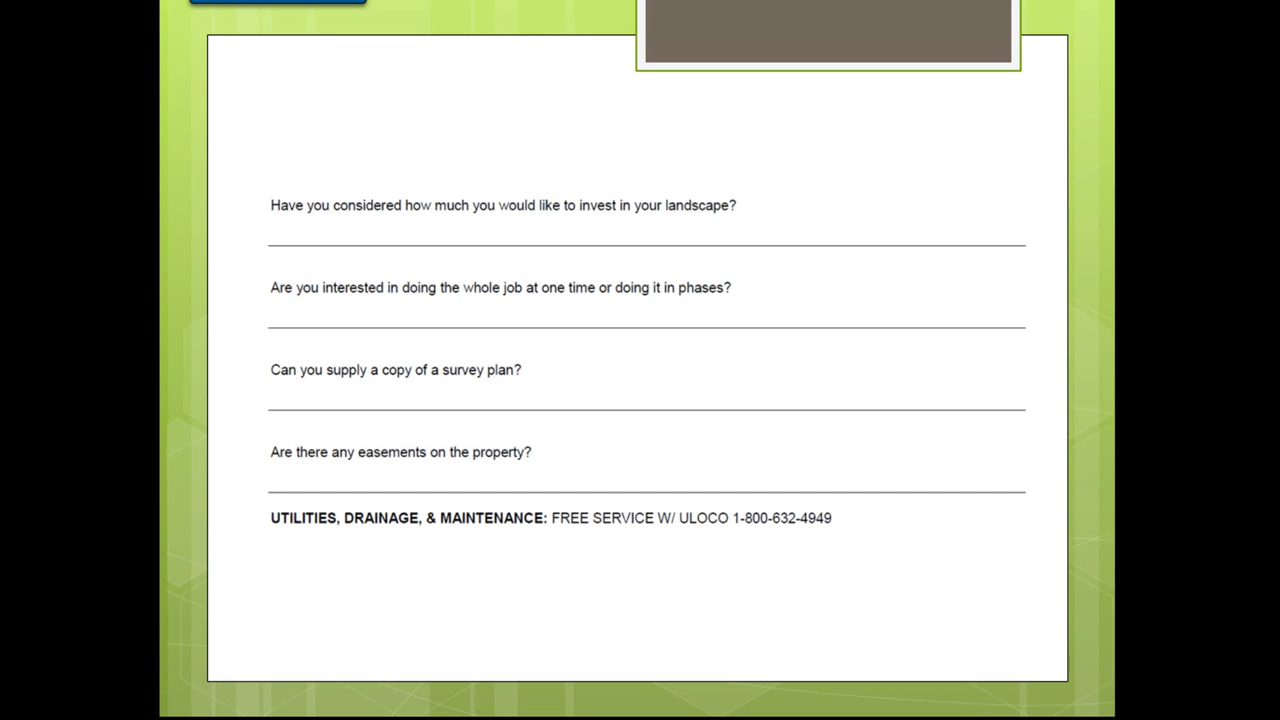 Have you considered how much you would like to invest in your landscape?
Are you interested in doing the whole job at one time or doing it in phases?
Can you supply a copy of a survey plan?
Are there any easements on the property?
UTILITIES, DRAINAGE, & MAINTENANCE: FREE SERVICE W/ ULOCO 1-800-632-4949